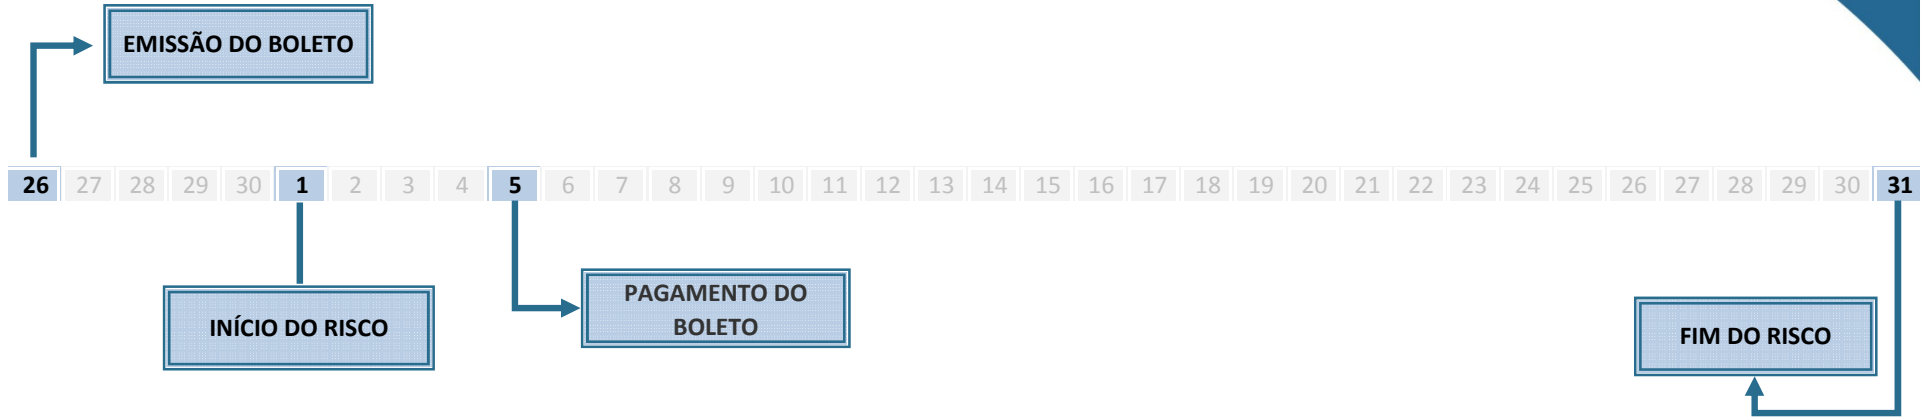 EMISSÃO DO BOLETO
26 27 28 29 30 1 2 3 4 5 6 7 8 9 10 11 12 13 14 15 16 17 18 19 20 21 22 23 24 25 26 27 28 29 30 31
INÍCIO DO RISCO
PAGAMENTO DO
BOLETO
FIM DO RISCO